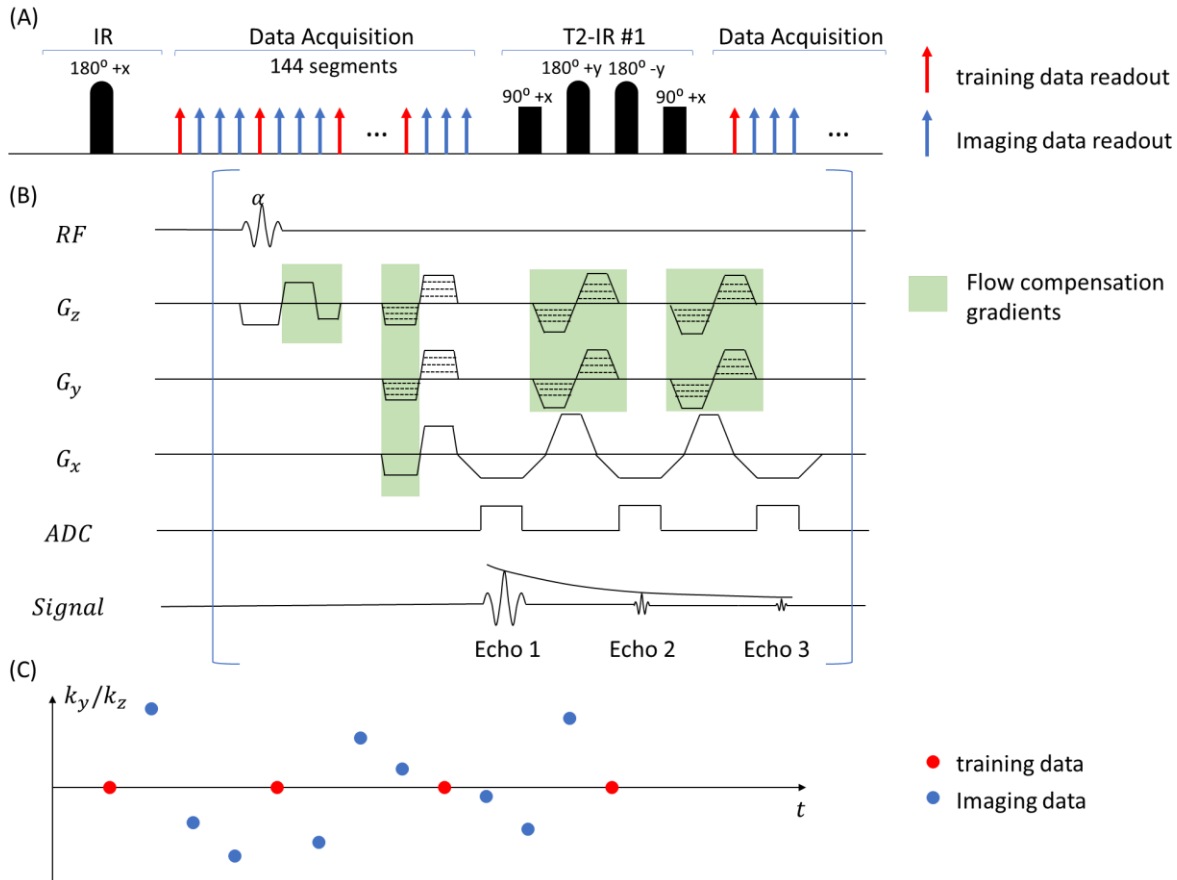 (A)
IR
Data Acquisition
T2-IR #1
Data Acquisition
180° +x
144 segments
180° +y
180° -y
90° +x
90° +x
...
...
training data readout
Imaging data readout
(B)
α
RF
Gz
Flow compensation
gradients
Gy
Gx
ADC
Signal
Echo 1
Echo 2
Echo 3
(C)
ky/kz
t
training data
Imaging data